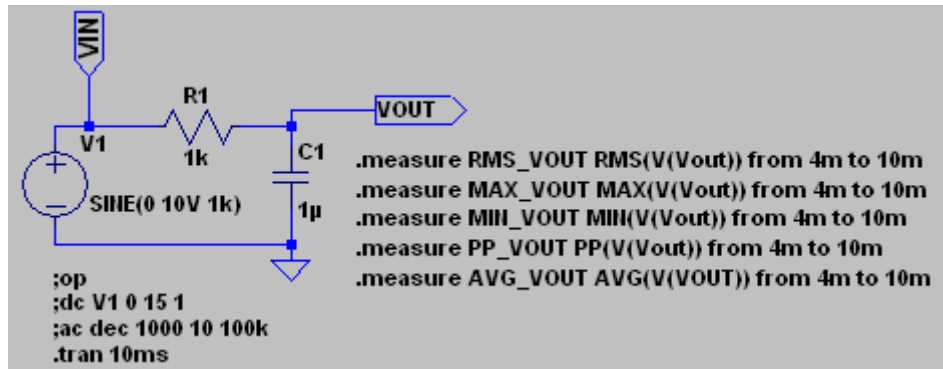 VIN
R1
1k
V1
SINE(0 10V 1k)
C1
1µ
VOUT
.measure RMS_VOUT RMS(V(Vout)) from 4m to 10m
.measure MAX_VOUT MAX(V(Vout)) from 4m to 10m
.measure MIN_VOUT MIN(V(Vout)) from 4m to 10m
.measure PP_VOUT PP(V(Vout)) from 4m to 10m
.measure AVG_VOUT AVG(V(VOUT)) from 4m to 10m
;op
;dc V1 0 15 1
;ac dec 1000 10 100k
.tran 10ms